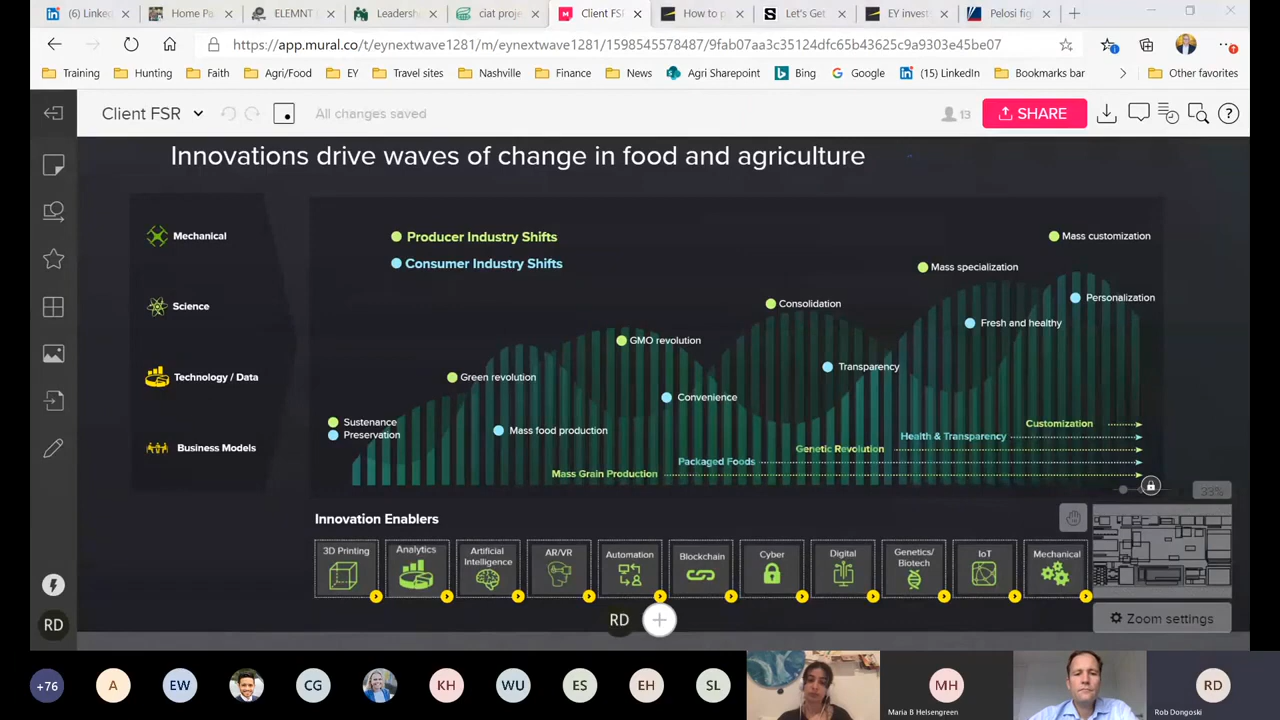 (6) Linked
Home Pa
ELEMNT
Leadersh
ciat proje
Client FSR
How to p
Let's Get
EY invest
Pelosi fig
https://app.mural.co/t/eynextwave1281/m/eynextwave1281/1598545578487/9fab07aa3c35124dfc65b43625c9a9303e45be07
Training
Hunting
Faith
Agri/Food
EY
Travel sites
Nashville
Finance
News
Agri Sharepoint
Bing
Google
(15) LinkedIn
Bookmarks bar
Other favorites
Client FSR
All changes saved
13
SHARE
Innovations drive waves of change in food and agriculture
Mechanical
Science
Technology / Data
Business Models
Producer Industry Shifts
Consumer Industry Shifts
Mass customization
Mass specialization
Personalization
Consolidation
Fresh and healthy
GMO revolution
Transparency
Green revolution
Convenience
Sustenance
Preservation
Mass food production
Customization
Health & Transparency
Genetic Revolution
Packaged Foods
Mass Grain Production
33%
Innovation Enablers
3D Printing
Analytics
Artificial
Intelligence
AR/VR
Automation
Blockchain
Cyber
Digital
Genetics/
Biotech
IoT
Mechanical
RD
RD
Zoom settings
+76
A
EW
CG
KH
WU
ES
EH
SL
MH
Maria B Helsengreen
RD
Rob Dongoski